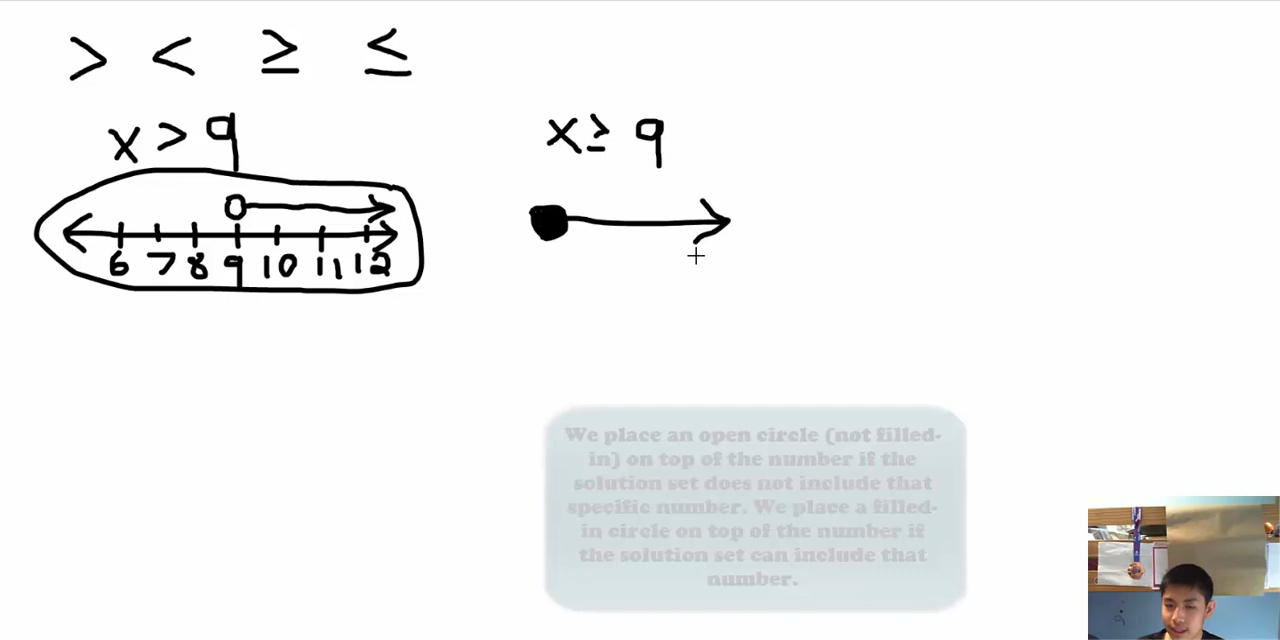 > < ≥ ≤
x > 9
x ≥ 9
6 7 8 9 10 11 12
We place an open circle (not filled-
in) on top of the number if the
solution set does not include that
specific number. We place a filled-
in circle on top of the number if
the solution set can include that
number.